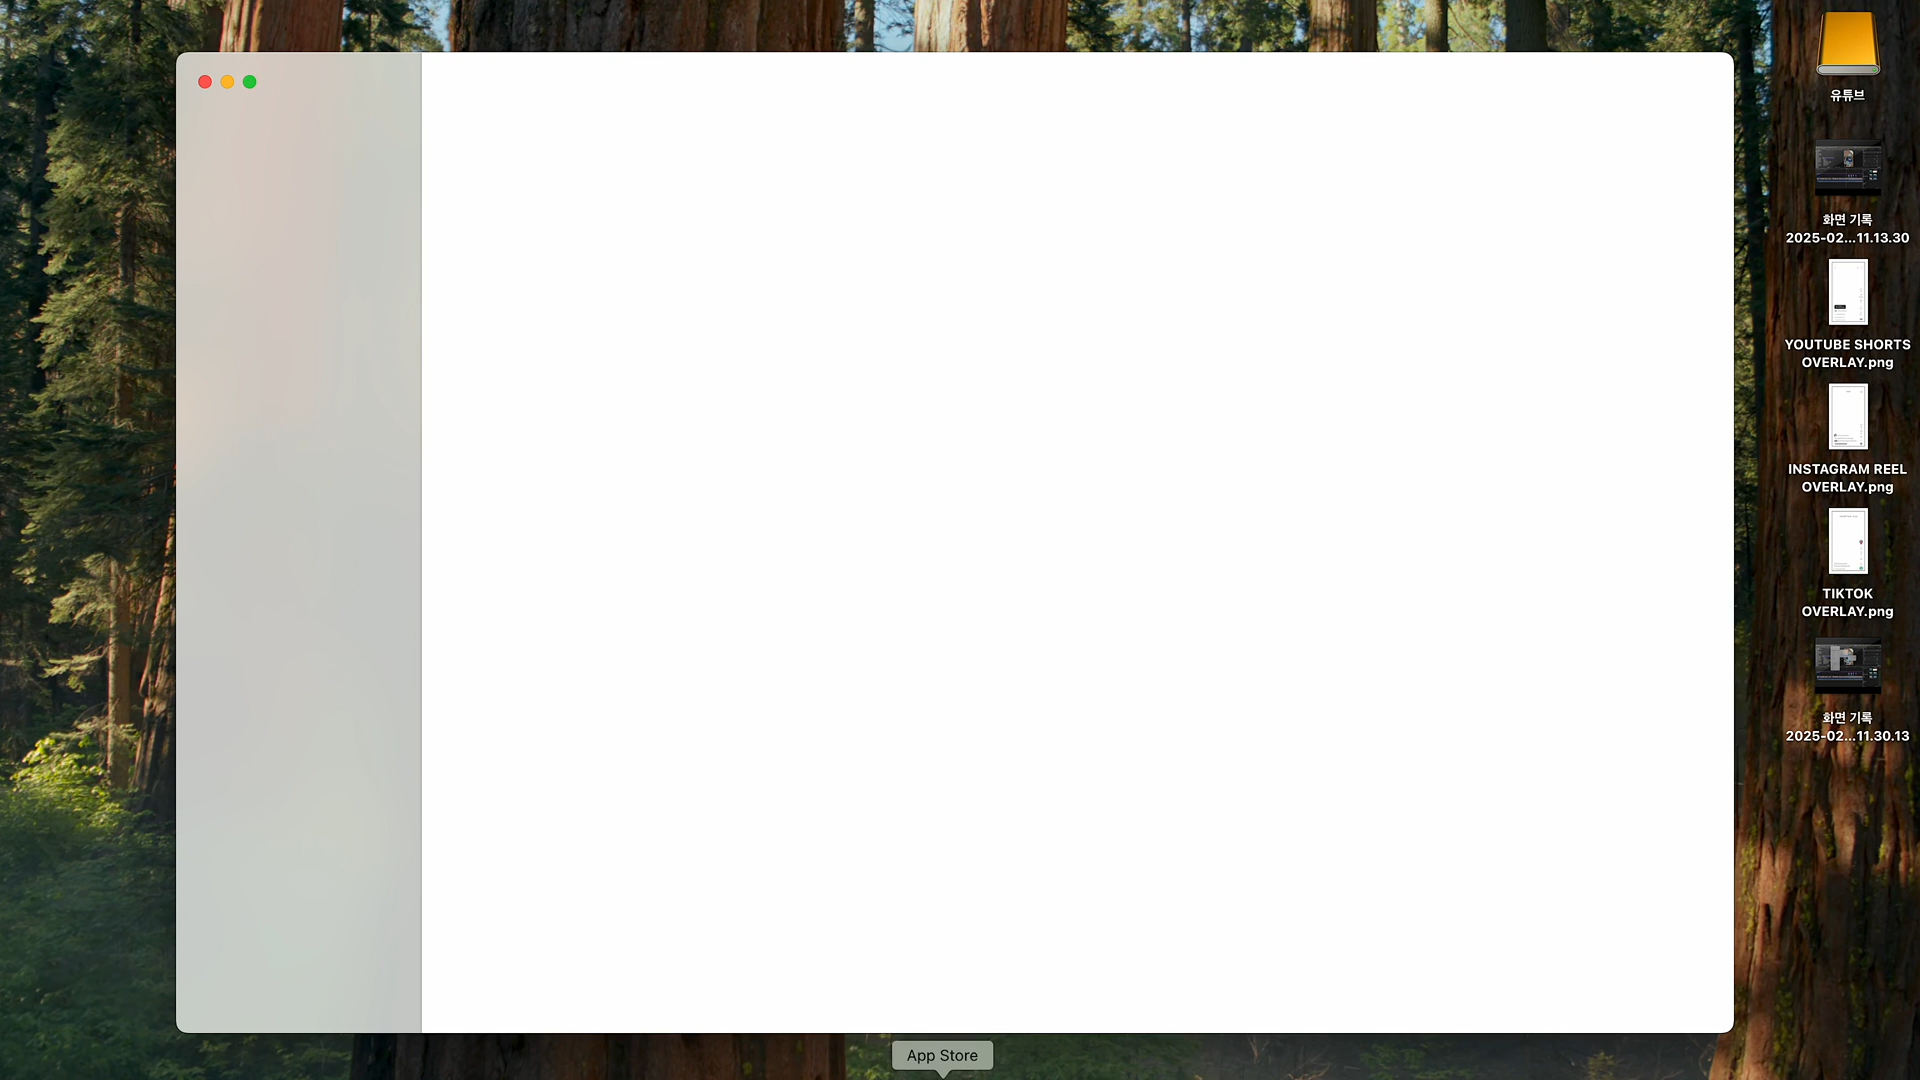 유튜브
화면 기록
2025-02...11.13.30
YOUTUBE SHORTS
OVERLAY.png
INSTAGRAM REEL
OVERLAY.png
TIKTOK
OVERLAY.png
화면 기록
2025-02...11.30.13
App Store